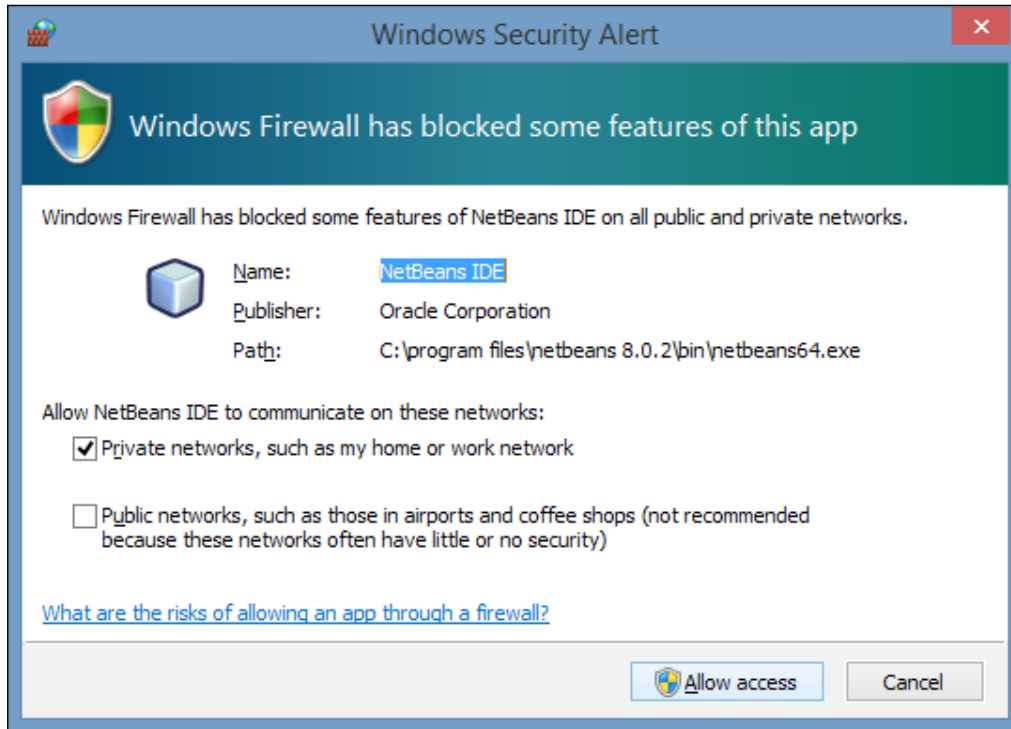 Windows Security Alert
Windows Firewall has blocked some features of this app
Windows Firewall has blocked some features of NetBeans IDE on all public and private networks.
Name: NetBeans IDE
Publisher: Oracle Corporation
Path: C:\program files\netbeans 8.0.2\bin\netbeans64.exe
Allow NetBeans IDE to communicate on these networks:
Private networks, such as my home or work network
Public networks, such as those in airports and coffee shops (not recommended
because these networks often have little or no security)
What are the risks of allowing an app through a firewall?
Allow access Cancel